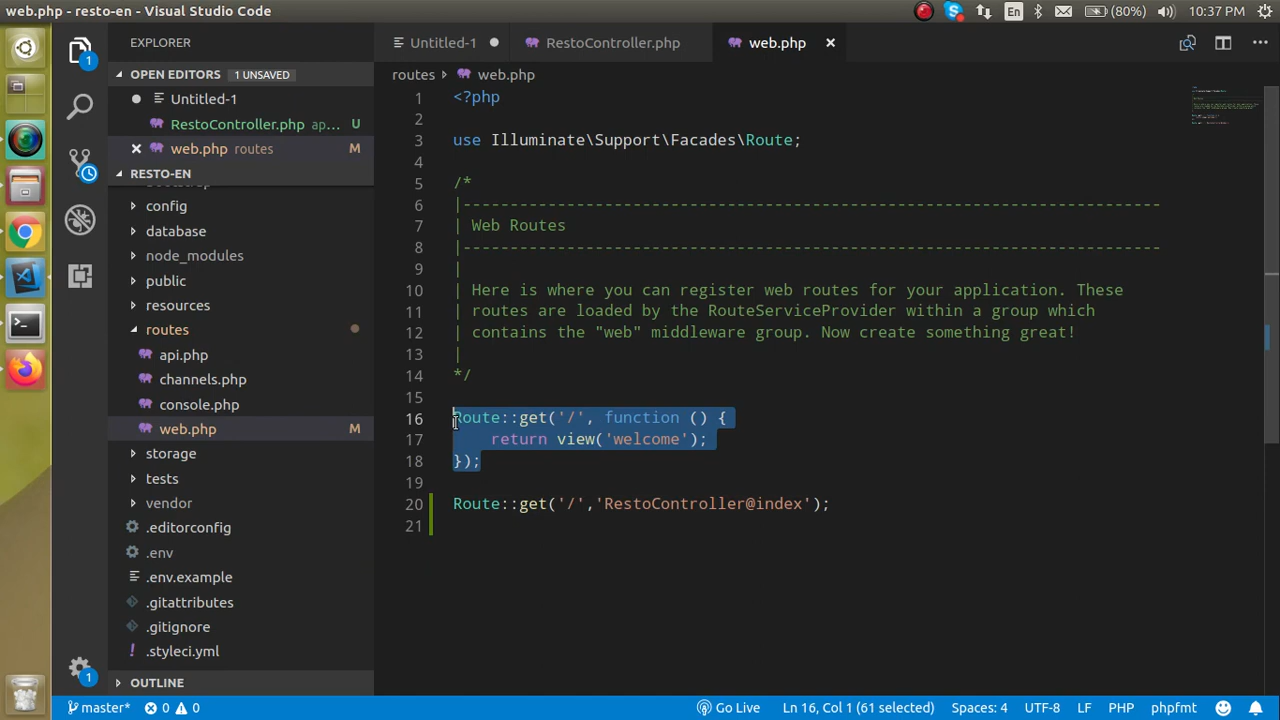 web.php - resto-en - Visual Studio Code
En
(80%)
10:37 PM
EXPLORER
OPEN EDITORS 1 UNSAVED
Untitled-1
RestoController.php ap... U
web.php routes M
RESTO-EN
config
database
node_modules
public
resources
routes
api.php
channels.php
console.php
web.php M
storage
tests
vendor
.editorconfig
.env
.env.example
.gitattributes
.gitignore
.styleci.yml
OUTLINE
1
1
Untitled-1
RestoController.php
web.php
routes web.php
1 <?php
2
3 use Illuminate\Support\Facades\Route;
4
5 /*
6 |--------------------------------------------------------------------------
7 | Web Routes
8 |--------------------------------------------------------------------------
9 |
10 | Here is where you can register web routes for your application. These
11 | routes are loaded by the RouteServiceProvider within a group which
12 | contains the "web" middleware group. Now create something great!
13 |
14 */
15
16 Route::get('/', function () {
17 return view('welcome');
18 });
19
20 Route::get('/','RestoController@index');
21
master* 0 0
Go Live
Ln 16, Col 1 (61 selected)
Spaces: 4
UTF-8
LF
PHP
phpfmt